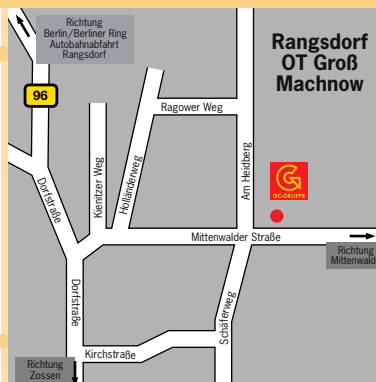 Richtung
Berlin/Berliner Ring
Autobahnabfahrt
Rangsdorf
Rangsdorf
OT Groß
Machnow
96
Ragower Weg
Dorfstraße
Kienitzer Weg
Holländerweg
Am Heidberg
GC-GRUPPE
Mittenwalder Straße
Richtung
Mittenwald
Dorfstraße
Schäferweg
Kirchstraße
Richtung
Zossen